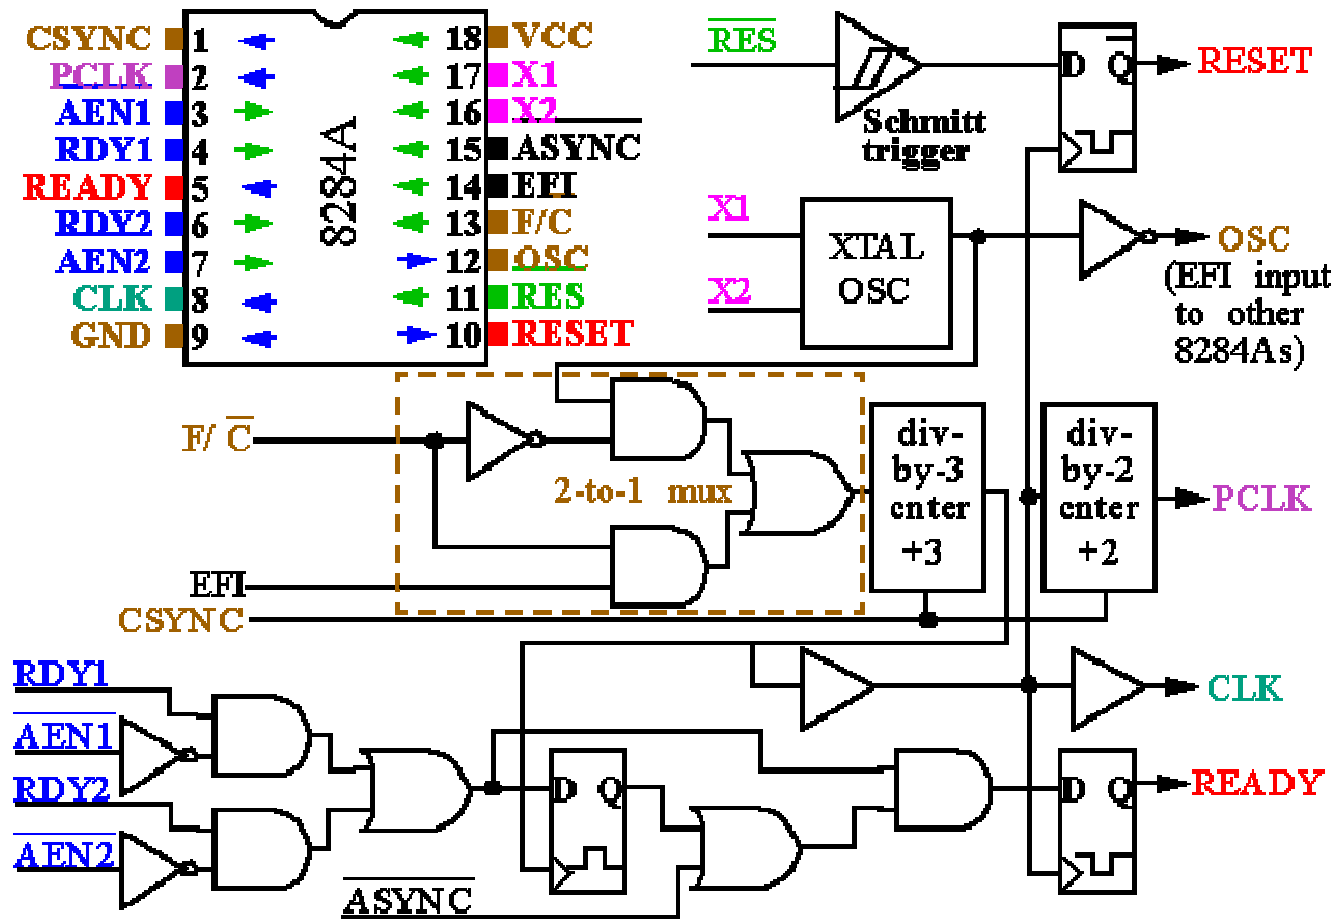 CSYNC 1 18 VCC
PCLK 2 17 X1
AEN1 3 16 X2
RDY1 4 15 ASYNC
READY 5 14 EFI
RDY2 6 13 F/C
AEN2 7 12 OSC
CLK 8 11 RES
GND 9 10 RESET
8284A
RES
Schmitt
trigger
D Q
RESET
X1
X2
XTAL
OSC
OSC
(EFI input
to other
8284As)
F/ C
2-to-1 mux
EFI
CSYNC
div-
by-3
cnter
+3
div-
by-2
cnter
+2
PCLK
CLK
RDY1
AEN1
RDY2
AEN2
D Q
ASYNC
D Q
READY